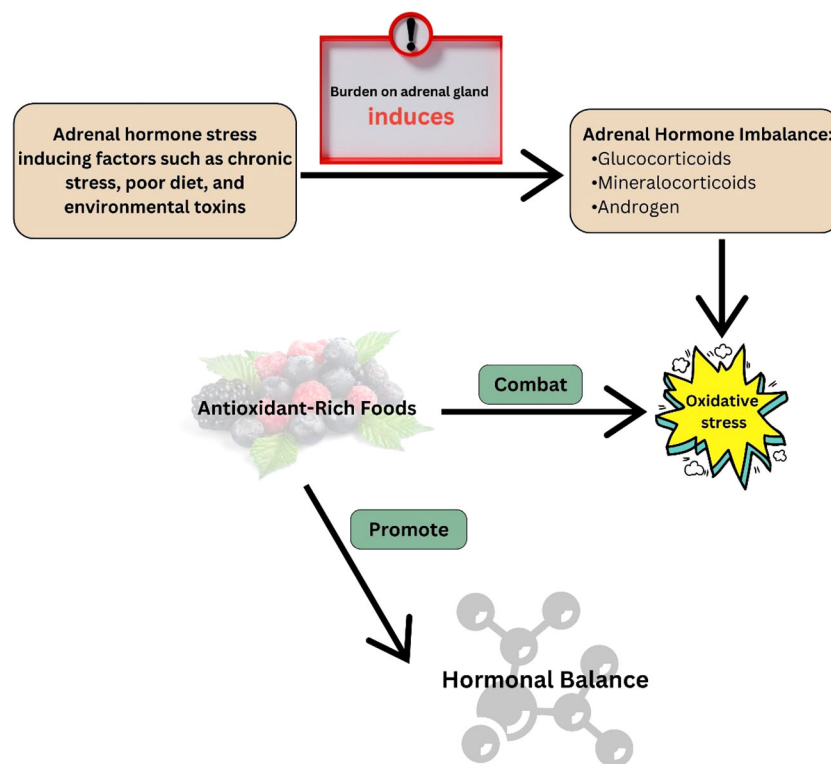 Burden on adrenal gland
induces
Adrenal hormone stress
inducing factors such as chronic
stress, poor diet, and
environmental toxins
Adrenal Hormone Imbalance:
•Glucocorticoids
•Mineralocorticoids
•Androgen
Combat
Antioxidant-Rich Foods
Oxidative
stress
Promote
Hormonal Balance